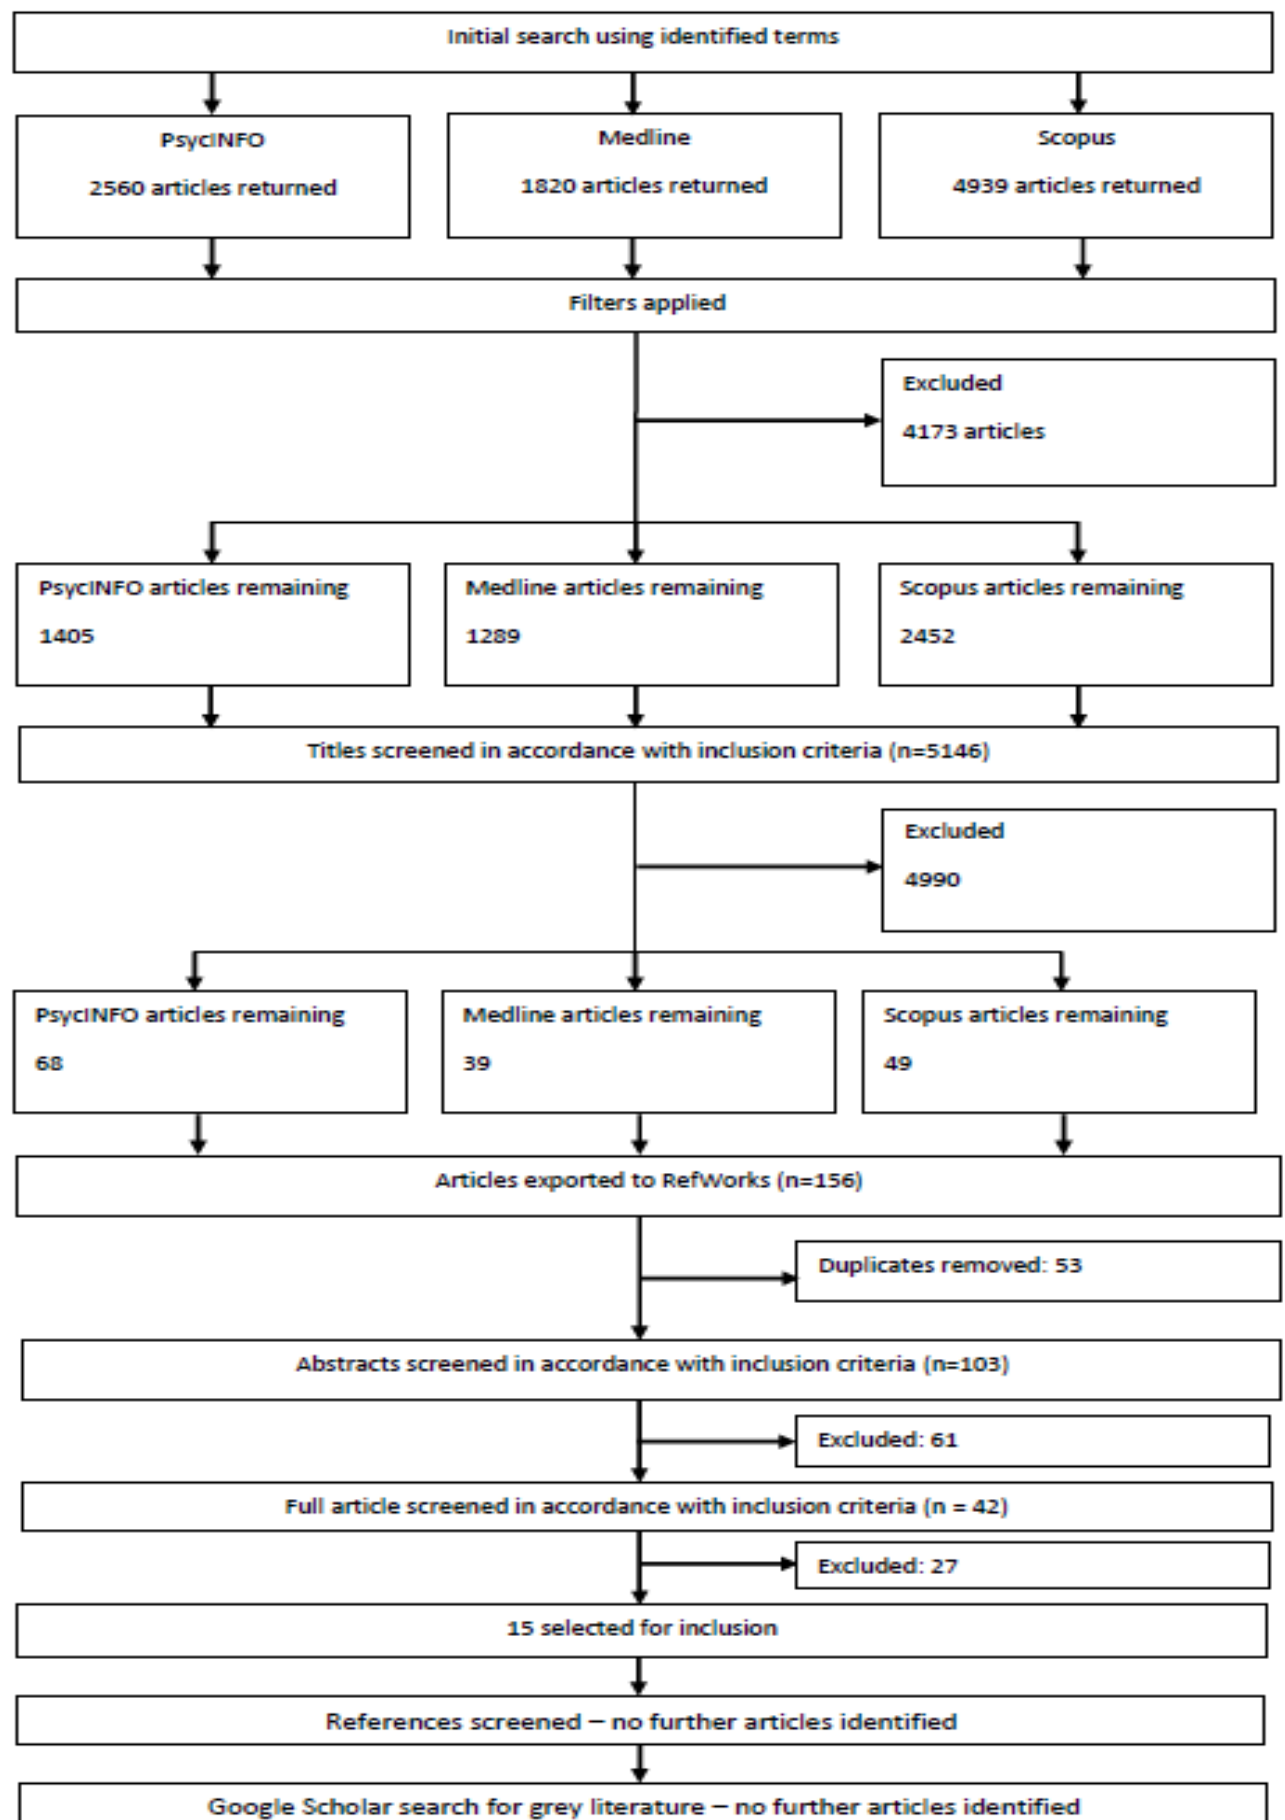 Initial search using identified terms
PsycINFO
2560 articles returned
Medline
1820 articles returned
Scopus
4939 articles returned
Filters applied
Excluded
4173 articles
PsycINFO articles remaining
1405
Medline articles remaining
1289
Scopus articles remaining
2452
Titles screened in accordance with inclusion criteria (n=5146)
Excluded
4990
PsycINFO articles remaining
68
Medline articles remaining
39
Scopus articles remaining
49
Articles exported to RefWorks (n=156)
Duplicates removed: 53
Abstracts screened in accordance with inclusion criteria (n=103)
Excluded: 61
Full article screened in accordance with inclusion criteria (n = 42)
Excluded: 27
15 selected for inclusion
References screened – no further articles identified
Google Scholar search for grey literature – no further articles identified